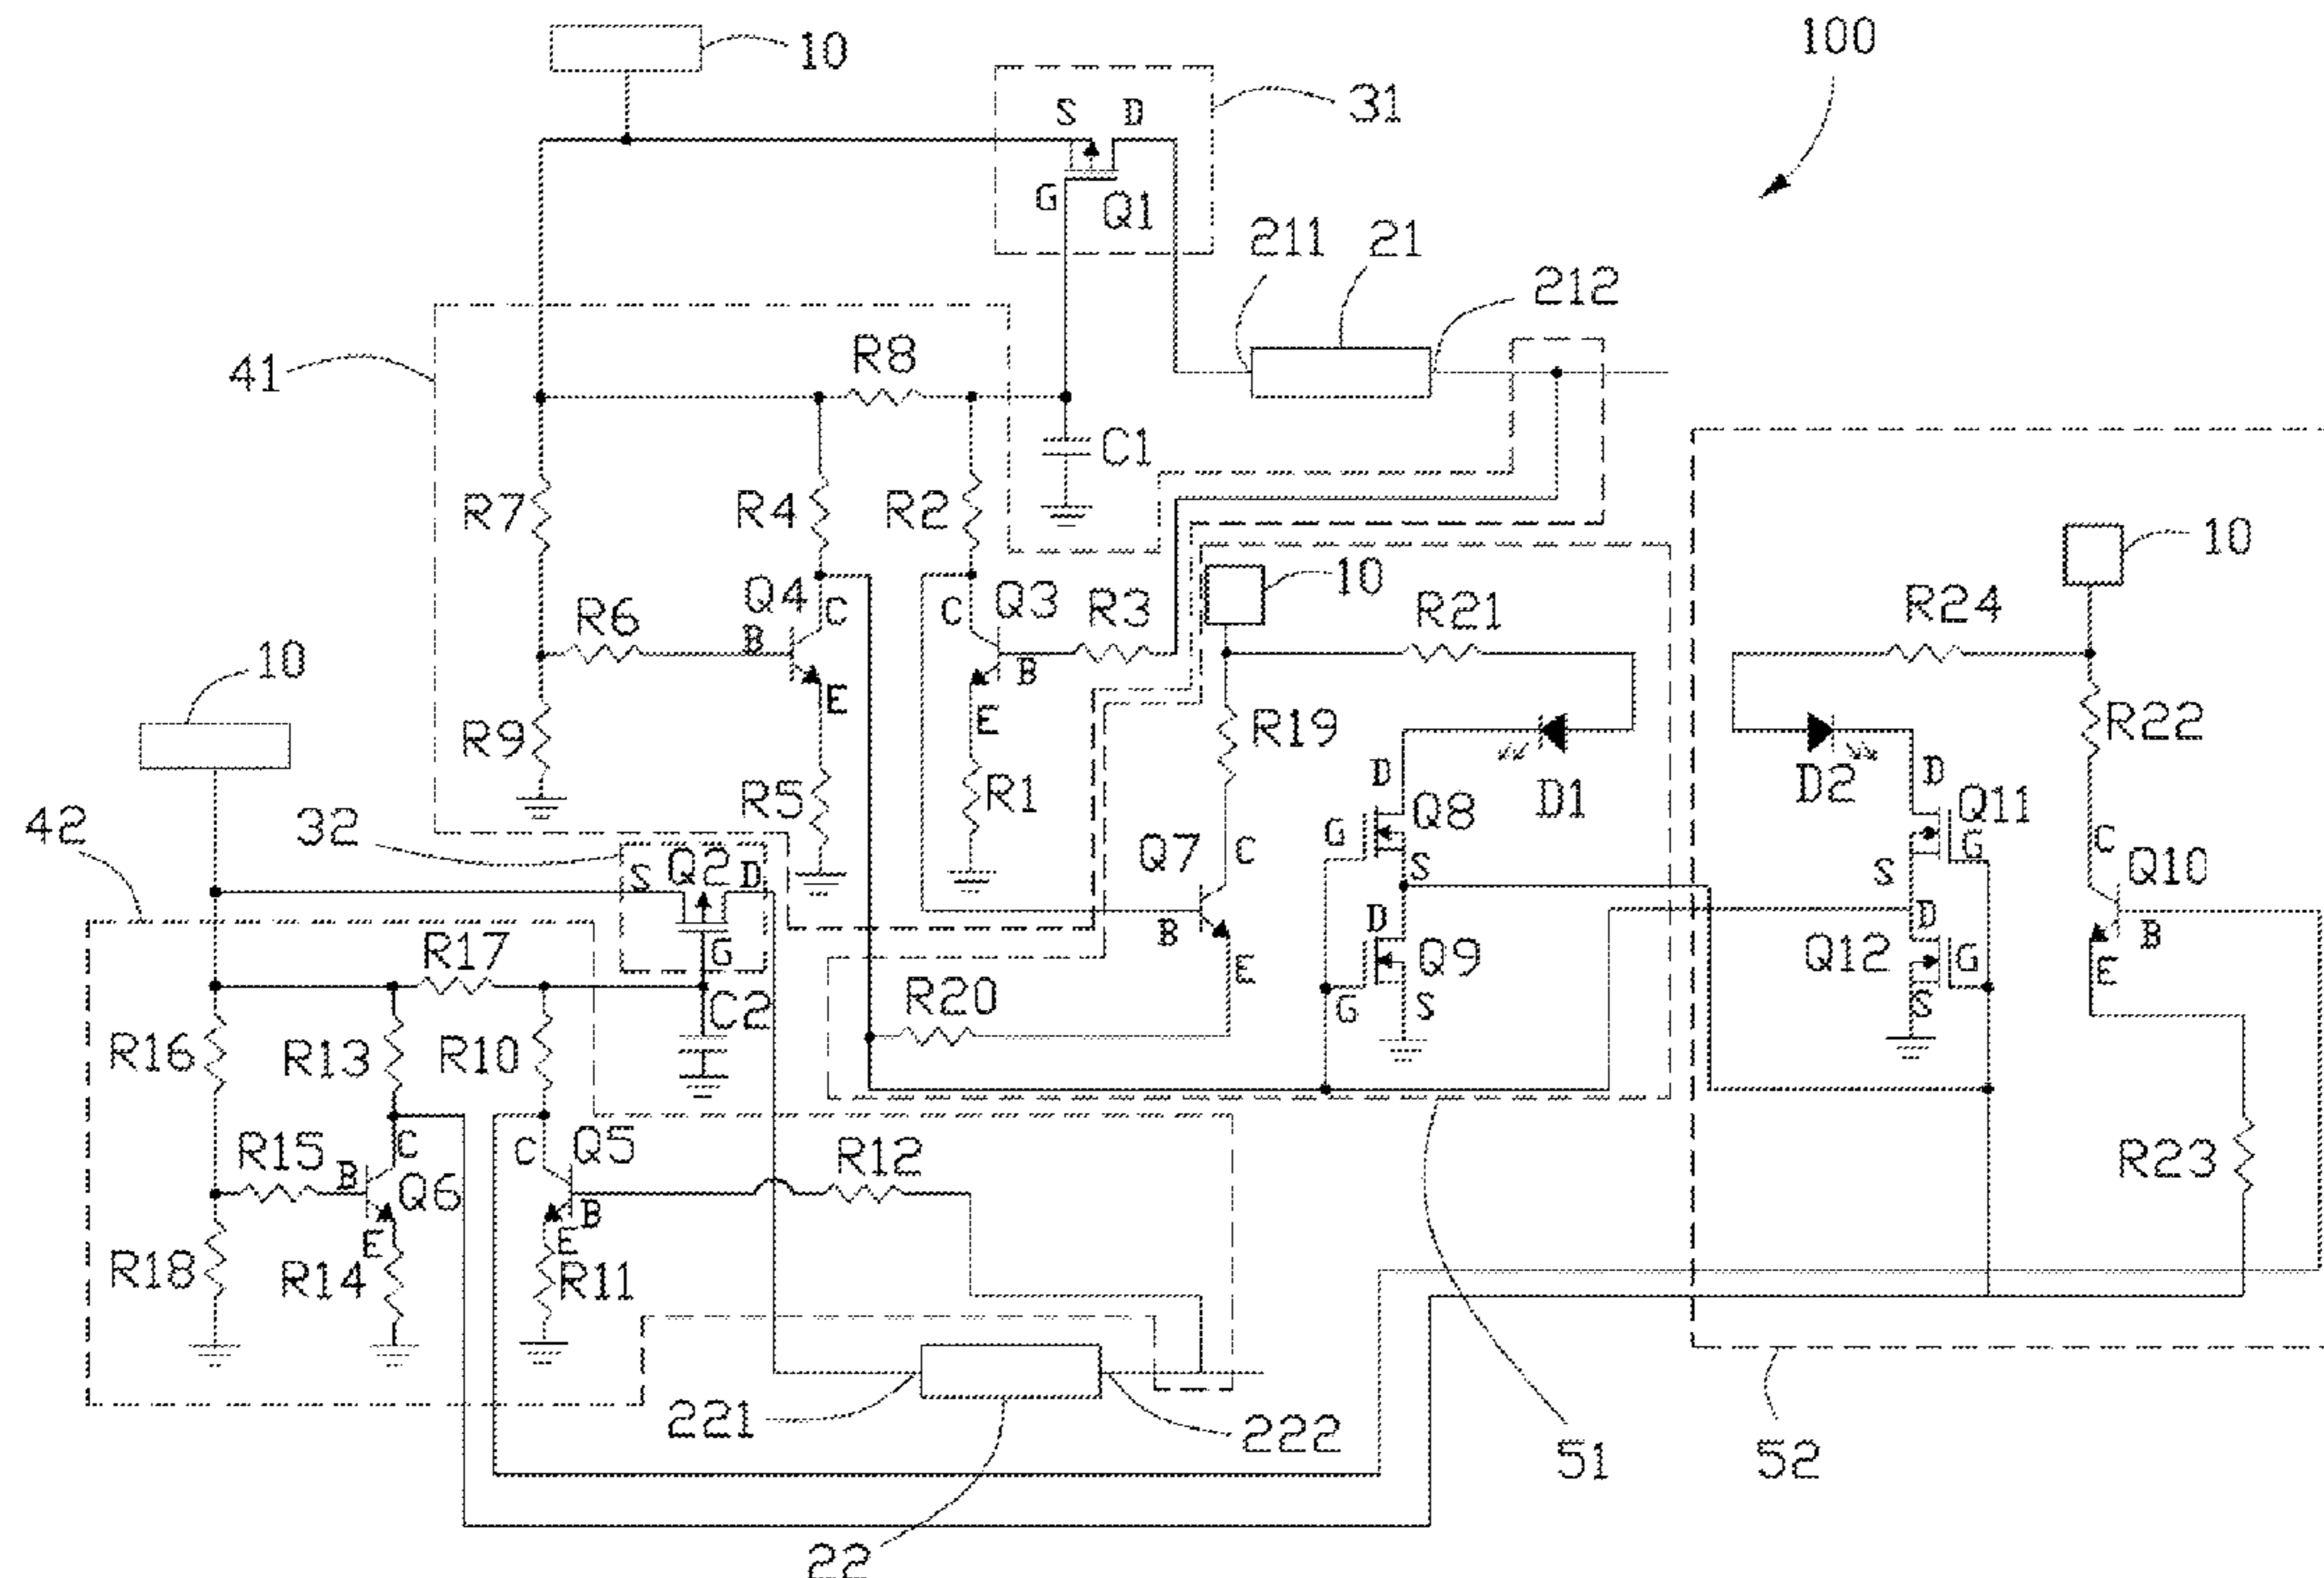 10
100
31
S D
G Q1
211 21
212
R8
41
C1
R7 R4 R2
10
Q4 C C Q3 R3 10 R21 R24
R6 B B
10
E E
R9 R19 R22
R5 R1 D D1 D2 D
42 32 Q2 Q7 G Q8 Q11 G
S D C S S C Q10
B D D B
G Q9 Q12 G
R17 C2 R20 E G S S E
R16 R13 R10
C Q5 R12 R23
R15 B C Q6 B
E E
R18 R14 R11
221 222 51 52
22